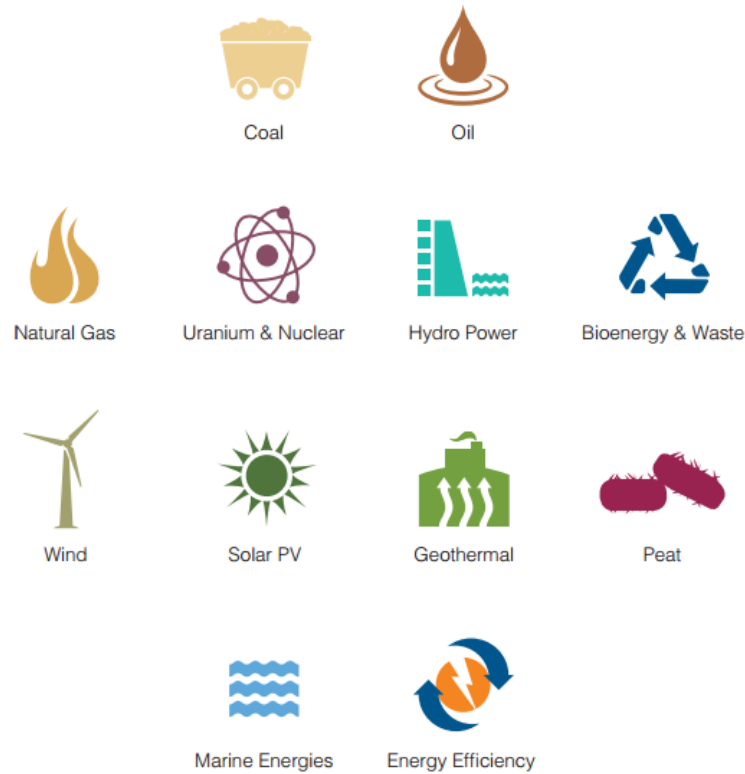 Coal
Oil
Natural Gas
Uranium & Nuclear
Hydro Power
Bioenergy & Waste
Wind
Solar PV
Geothermal
Peat
Marine Energies
Energy Efficiency